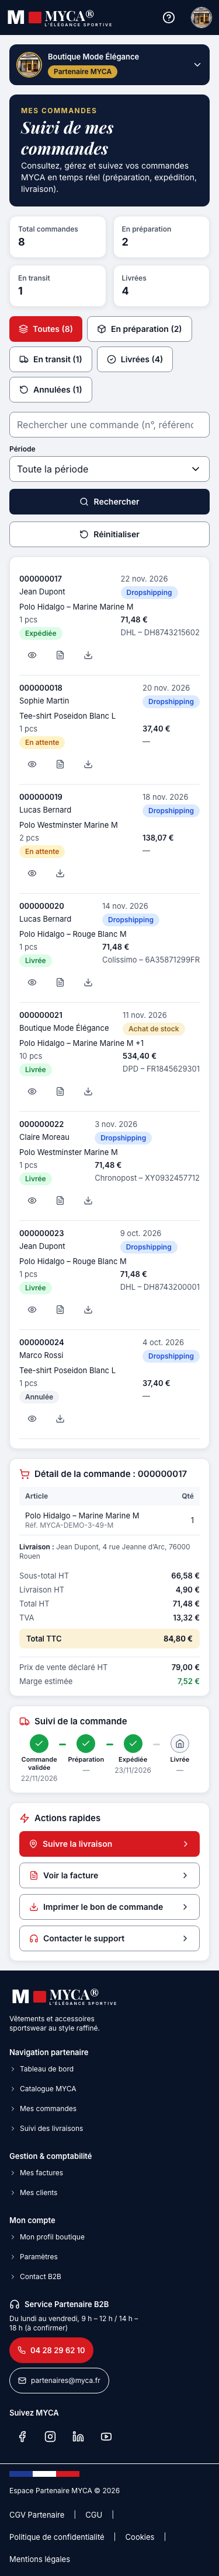 M MYCA®
L'ÉLÉGANCE SPORTIVE
Boutique Mode Élégance
Partenaire MYCA
MES COMMANDES
Suivi de mes
commandes
Consultez, gérez et suivez vos commandes
MYCA en temps réel (préparation, expédition,
livraison).
Total commandes
8
En préparation
2
En transit
1
Livrées
4
Toutes (8)
En préparation (2)
En transit (1)
Livrées (4)
Annulées (1)
Rechercher une commande (n°, référenc
Période
Toute la période
Rechercher
Réinitialiser
000000017 22 nov. 2026
Jean Dupont Dropshipping
Polo Hidalgo – Marine Marine M
1 pcs 71,48 €
Expédiée DHL – DH8743215602
000000018 20 nov. 2026
Sophie Martin Dropshipping
Tee-shirt Poseidon Blanc L
1 pcs 37,40 €
En attente —
000000019 18 nov. 2026
Lucas Bernard Dropshipping
Polo Westminster Marine M
2 pcs 138,07 €
En attente —
000000020 14 nov. 2026
Lucas Bernard Dropshipping
Polo Hidalgo – Rouge Blanc M
1 pcs 71,48 €
Livrée Colissimo – 6A35871299FR
000000021 11 nov. 2026
Boutique Mode Élégance Achat de stock
Polo Hidalgo – Marine Marine M +1
10 pcs 534,40 €
Livrée DPD – FR1845629301
000000022 3 nov. 2026
Claire Moreau Dropshipping
Polo Westminster Marine M
1 pcs 71,48 €
Livrée Chronopost – XY0932457712
000000023 9 oct. 2026
Jean Dupont Dropshipping
Polo Hidalgo – Rouge Blanc M
1 pcs 71,48 €
Livrée DHL – DH8743200001
000000024 4 oct. 2026
Marco Rossi Dropshipping
Tee-shirt Poseidon Blanc L
1 pcs 37,40 €
Annulée —
Détail de la commande : 000000017
Article Qté
Polo Hidalgo – Marine Marine M 1
Réf. MYCA-DEMO-3-49-M
Livraison : Jean Dupont, 4 rue Jeanne d'Arc, 76000
Rouen
Sous-total HT 66,58 €
Livraison HT 4,90 €
Total HT 71,48 €
TVA 13,32 €
Total TTC 84,80 €
Prix de vente déclaré HT 79,00 €
Marge estimée 7,52 €
Suivi de la commande
Commande validée 22/11/2026
Préparation —
Expédiée 23/11/2026
Livrée —
Actions rapides
Suivre la livraison
Voir la facture
Imprimer le bon de commande
Contacter le support
M MYCA®
L'ÉLÉGANCE SPORTIVE
Vêtements et accessoires
sportswear au style raffiné.
Navigation partenaire
Tableau de bord
Catalogue MYCA
Mes commandes
Suivi des livraisons
Gestion & comptabilité
Mes factures
Mes clients
Mon compte
Mon profil boutique
Paramètres
Contact B2B
Service Partenaire B2B
Du lundi au vendredi, 9 h – 12 h / 14 h –
18 h (à confirmer)
04 28 29 62 10
partenaires@myca.fr
Suivez MYCA
Espace Partenaire MYCA © 2026
CGV Partenaire | CGU |
Politique de confidentialité | Cookies |
Mentions légales